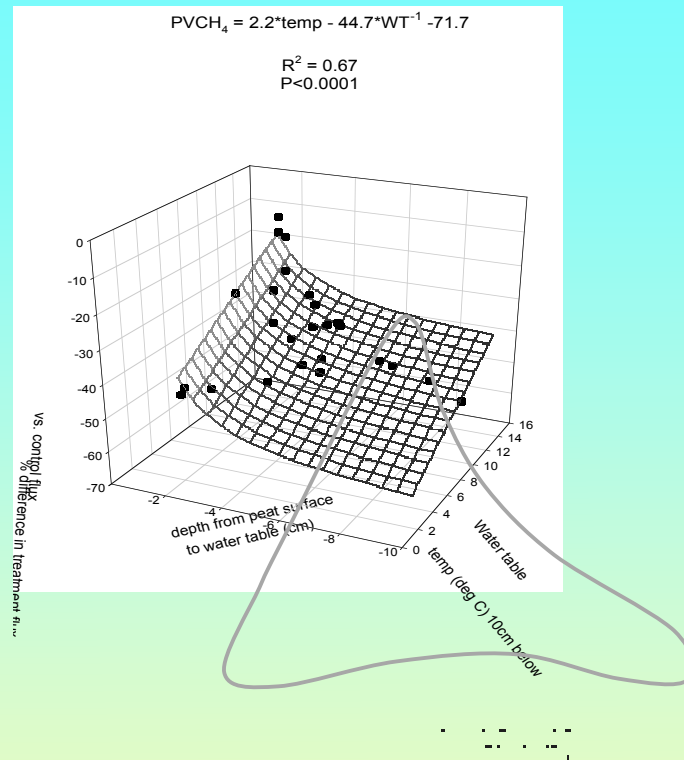 PVCH4 = 2.2*temp - 44.7*WT-1 -71.7
R2 = 0.67
P<0.0001
0
-10
-20
-30
-40
-50
-60
-70
-2
-4
-6
-8
-10
0
2
4
6
8
10
12
14
16
vs. control flux
% difference in treatment flux
depth from peat surface
to water table (cm)
Water table
temp (deg C) 10cm below